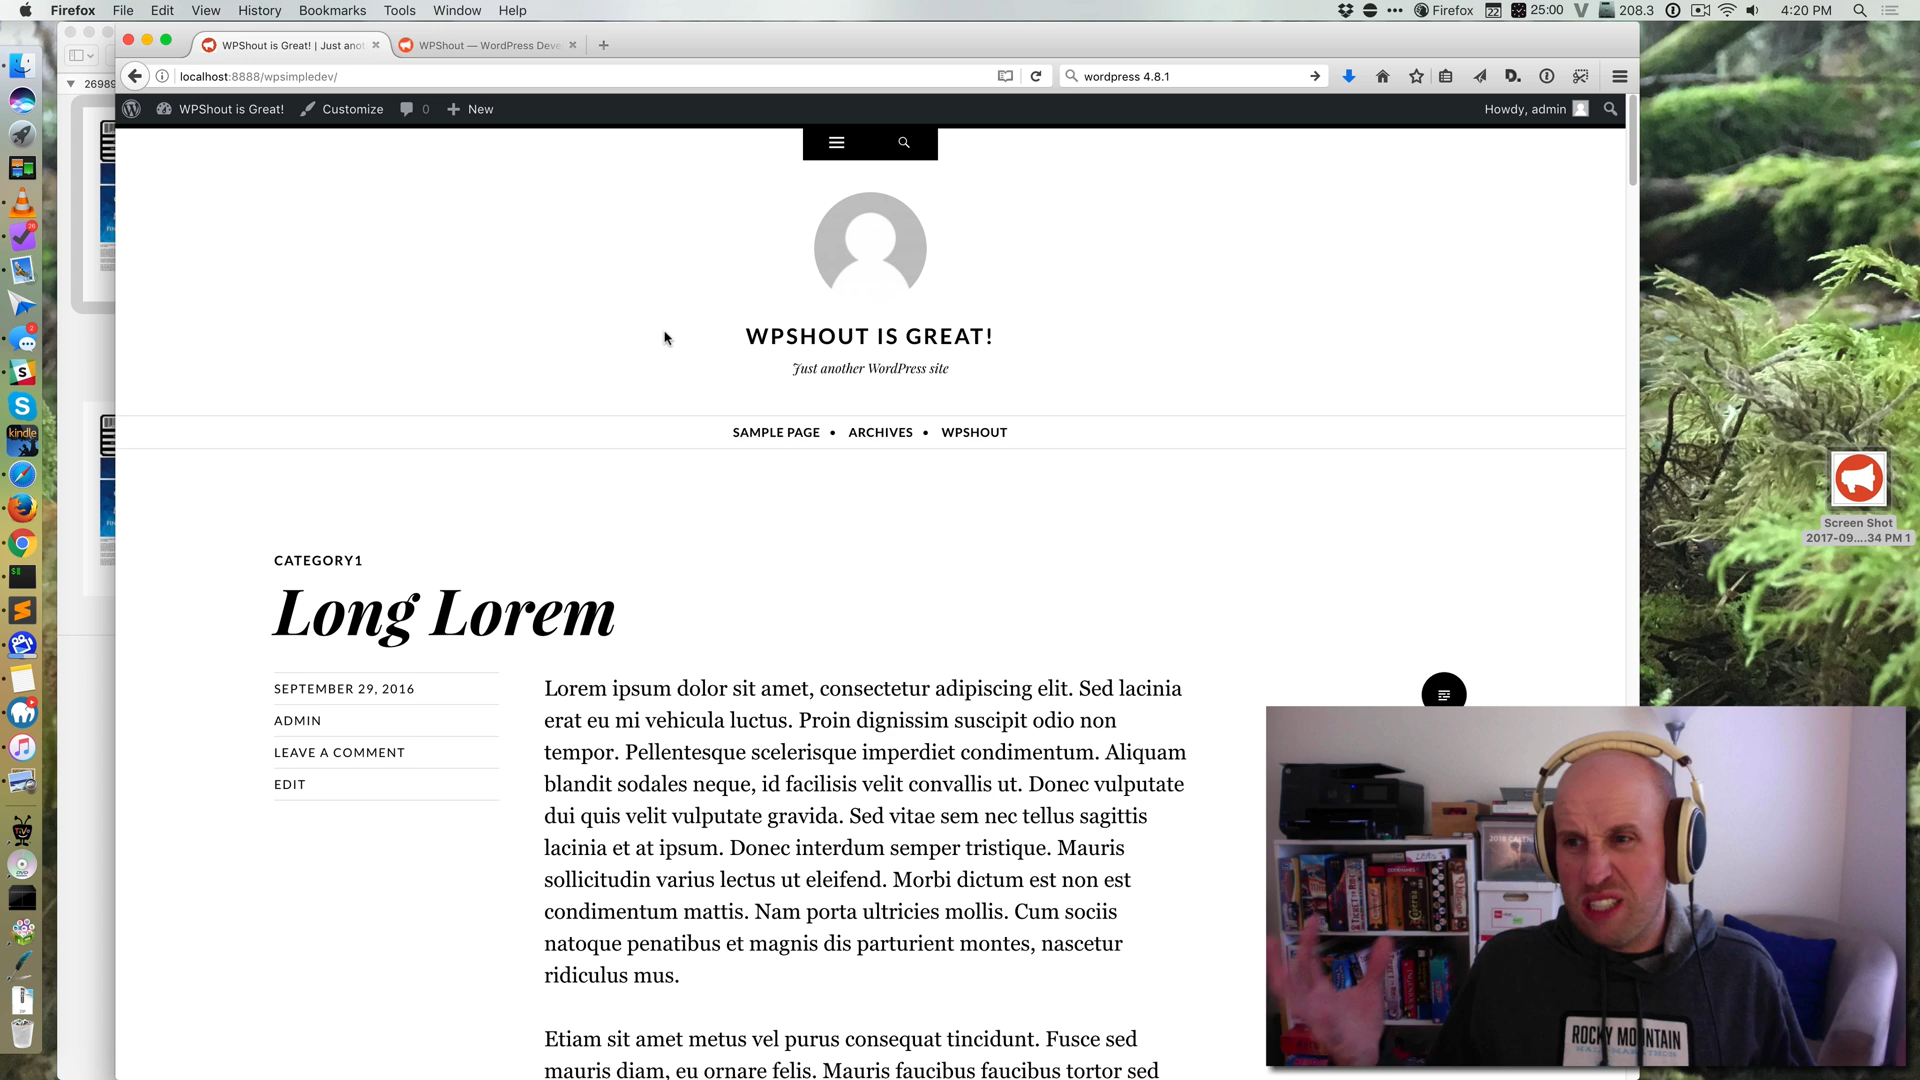 Firefox File Edit View History Bookmarks Tools Window Help
Firefox 22 25:00 208.3 4:20 PM
26989
WPShout is Great! | Just anot
WPShout — WordPress Deve
localhost:8888/wpsimpledev/
wordpress 4.8.1
WPShout is Great! Customize 0 New
Howdy, admin
WPSHOUT IS GREAT!
Just another WordPress site
SAMPLE PAGE • ARCHIVES • WPSHOUT
CATEGORY1
Long Lorem
SEPTEMBER 29, 2016
ADMIN
LEAVE A COMMENT
EDIT
Lorem ipsum dolor sit amet, consectetur adipiscing elit. Sed lacinia
erat eu mi vehicula luctus. Proin dignissim suscipit odio non
tempor. Pellentesque scelerisque imperdiet condimentum. Aliquam
blandit sodales neque, id facilisis velit convallis ut. Donec vulputate
dui quis velit vulputate gravida. Sed vitae sem nec tellus sagittis
lacinia et at ipsum. Donec interdum semper tristique. Mauris
sollicitudin varius lectus ut eleifend. Morbi dictum est non est
condimentum mattis. Nam porta ultricies mollis. Cum sociis
natoque penatibus et magnis dis parturient montes, nascetur
ridiculus mus.
Etiam sit amet metus vel purus consequat tincidunt. Fusce sed
mauris diam, eu ornare felis. Mauris faucibus faucibus tortor sed
Screen Shot
2017-09....34 PM 1
kindle
TiVo
DVD
ZIP
ROCKY MOUNTAIN
HALF MARATHON